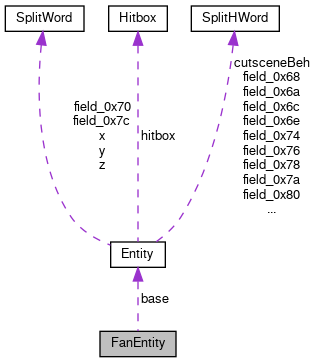 SplitWord
Hitbox
SplitHWord
cutsceneBeh
field_0x68
field_0x6a
field_0x6c
field_0x6e
field_0x74
field_0x76
field_0x78
field_0x7a
field_0x80
...
field_0x70
field_0x7c
x
y
z
hitbox
Entity
base
FanEntity